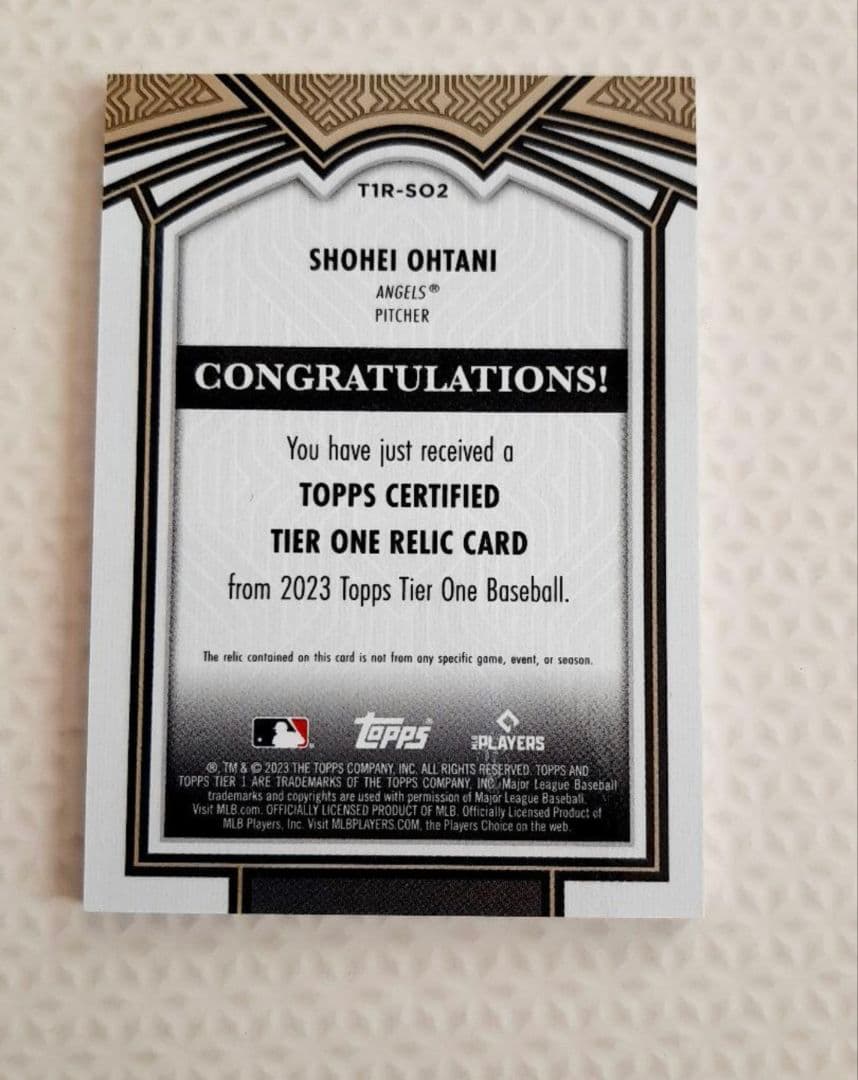 T1R-SO2
SHOHEI OHTANI
ANGELS®
PITCHER
CONGRATULATIONS!
You have just received a
TOPPS CERTIFIED
TIER ONE RELIC CARD
from 2023 Topps Tier One Baseball.
The relic contained on this card is not from any specific game, event, or season.
Topps® MLB PLAYERS
®, TM & © 2023 THE TOPPS COMPANY, INC. ALL RIGHTS RESERVED. TOPPS AND
TOPPS TIER 1 ARE TRADEMARKS OF THE TOPPS COMPANY, INC. Major League Baseball
trademarks and copyrights are used with permission of Major League Baseball.
Visit MLB.com. OFFICIALLY LICENSED PRODUCT OF MLB. Officially Licensed Product of
MLB Players, Inc. Visit MLBPLAYERS.COM, the Players Choice on the web.